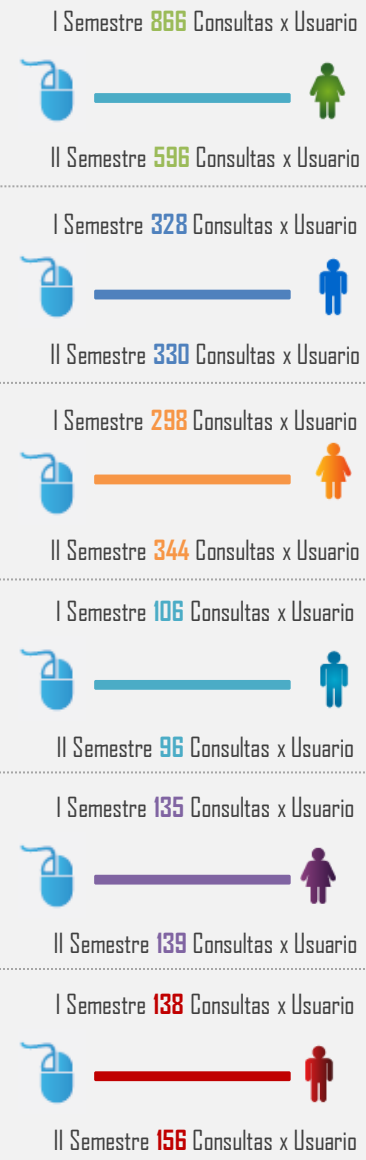 I Semestre 866 Consultas x Usuario
II Semestre 596 Consultas x Usuario
I Semestre 328 Consultas x Usuario
II Semestre 330 Consultas x Usuario
I Semestre 298 Consultas x Usuario
II Semestre 344 Consultas x Usuario
I Semestre 106 Consultas x Usuario
II Semestre 96 Consultas x Usuario
I Semestre 135 Consultas x Usuario
II Semestre 139 Consultas x Usuario
I Semestre 138 Consultas x Usuario
II Semestre 156 Consultas x Usuario